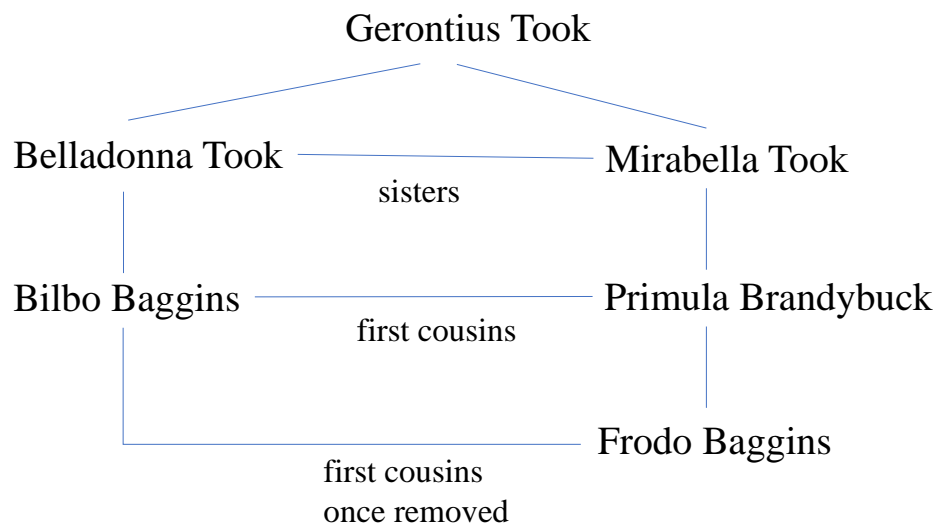 Gerontius Took
Belladonna Took
Mirabella Took
sisters
Bilbo Baggins
Primula Brandybuck
first cousins
Frodo Baggins
first cousins
once removed